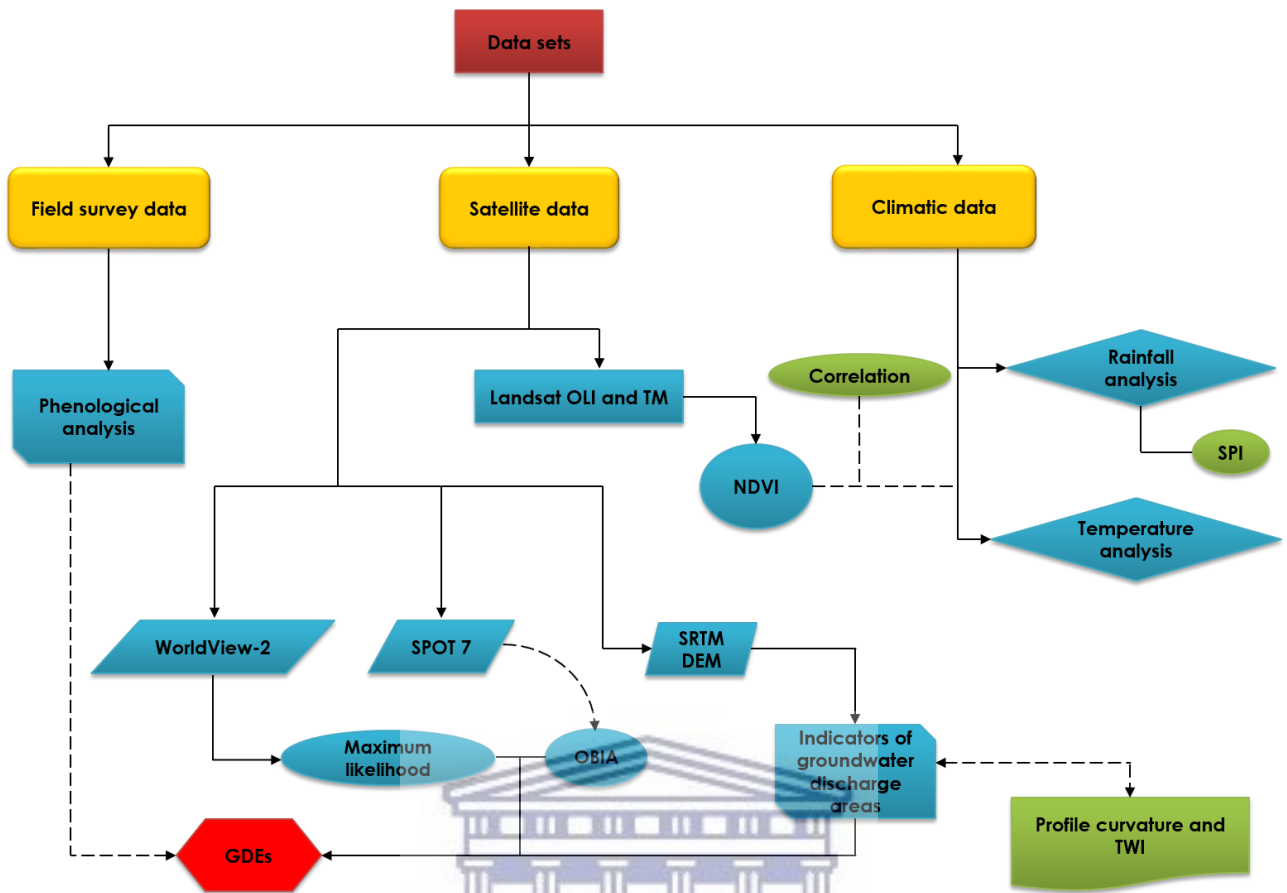 Data sets
Field survey data
Satellite data
Climatic data
Phenological
analysis
Landsat OLI and TM
Correlation
Rainfall
analysis
SPI
NDVI
Temperature
analysis
WorldView-2
SPOT 7
SRTM
DEM
Maximum
likelihood
OBIA
Indicators of
groundwater
discharge
areas
Profile curvature and
TWI
GDEs